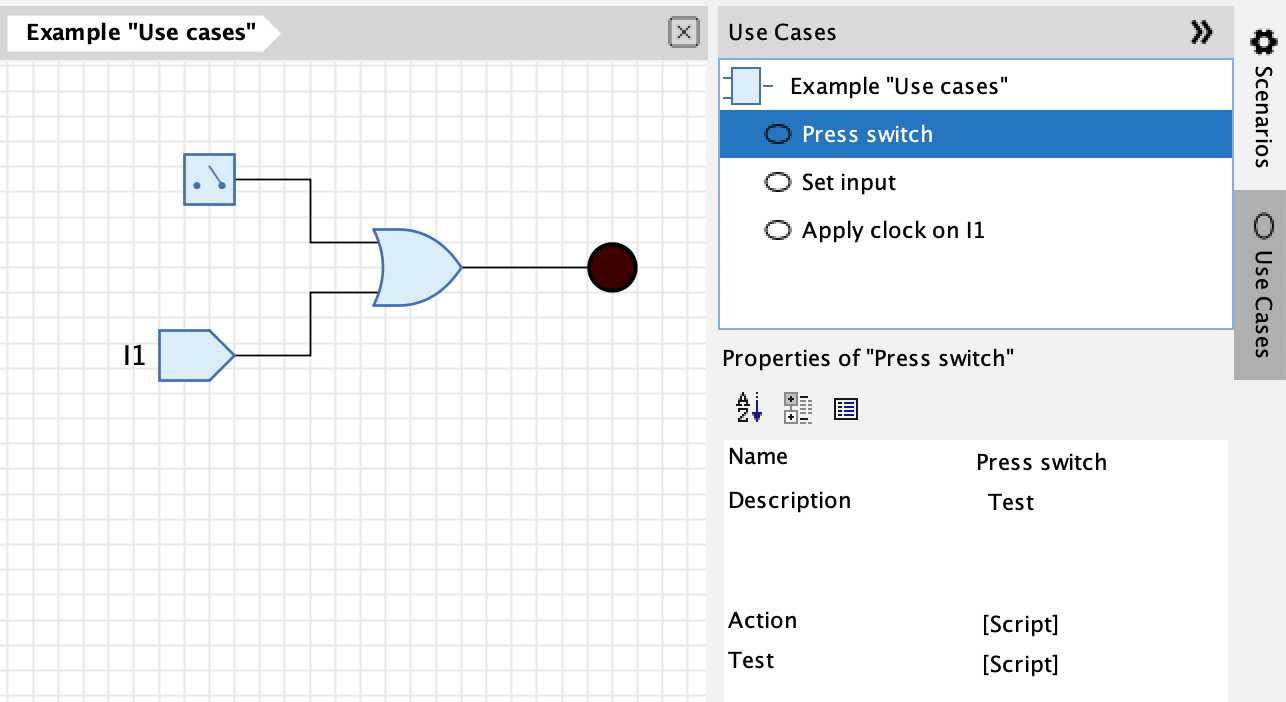 Example "Use cases"
I1
Use Cases
Example "Use cases"
Press switch
Set input
Apply clock on I1
Properties of "Press switch"
A
Z
Name Press switch
Description Test
Action [Script]
Test [Script]
Scenarios
Use Cases